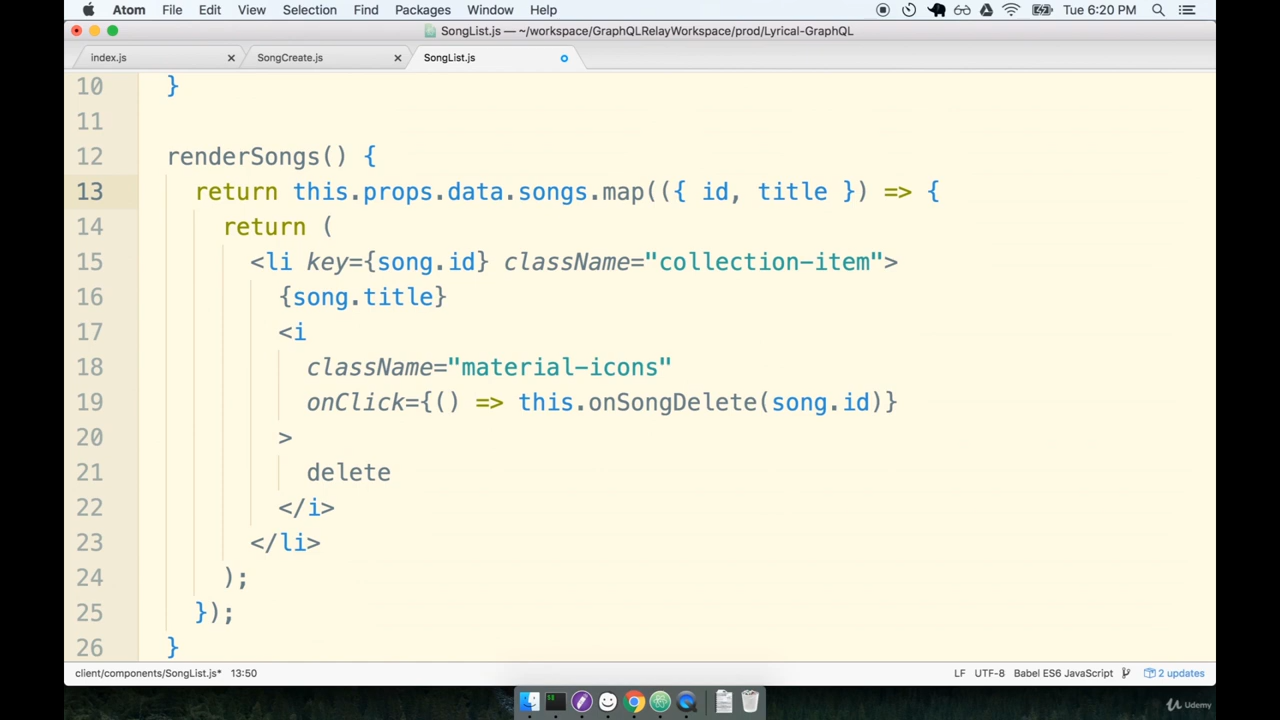 Atom File Edit View Selection Find Packages Window Help Tue 6:20 PM
SongList.js — ~/workspace/GraphQLRelayWorkspace/prod/Lyrical-GraphQL
index.js SongCreate.js SongList.js
10 }
11
12 renderSongs() {
13 return this.props.data.songs.map(({ id, title }) => {
14 return (
15 <li key={song.id} className="collection-item">
16 {song.title}
17 <i
18 className="material-icons"
19 onClick={() => this.onSongDelete(song.id)}
20 >
21 delete
22 </i>
23 </li>
24 );
25 });
26 }
client/components/SongList.js* 13:50 LF UTF-8 Babel ES6 JavaScript 2 updates
Udemy